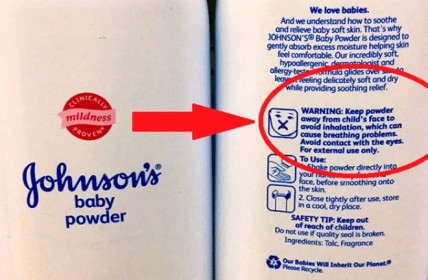 CLINICALLY
mildness
PROVEN
Johnson's®
baby
powder
We love babies.
And we understand how to soothe
and relieve baby soft skin. That's why
JOHNSON'S® Baby Powder is designed to
gently absorb excess moisture helping skin
feel comfortable. Our incredibly soft,
hypoallergenic, dermatologist and
allergy-tested formula glides over skin to
leave it feeling delicately soft and dry
while providing soothing relief.
WARNING: Keep powder
away from child's face to
avoid inhalation, which can
cause breathing problems.
Avoid contact with the eyes.
For external use only.
To Use:
1. Shake powder directly into
your hand, away from the
face, before smoothing onto
the skin.
2. Close tightly after use, store
in a cool, dry place.
SAFETY TIP: Keep out
of reach of children.
Do not use if quality seal is broken.
Ingredients: Talc, Fragrance
Our Babies Will Inherit Our Planet.®
Please Recycle.